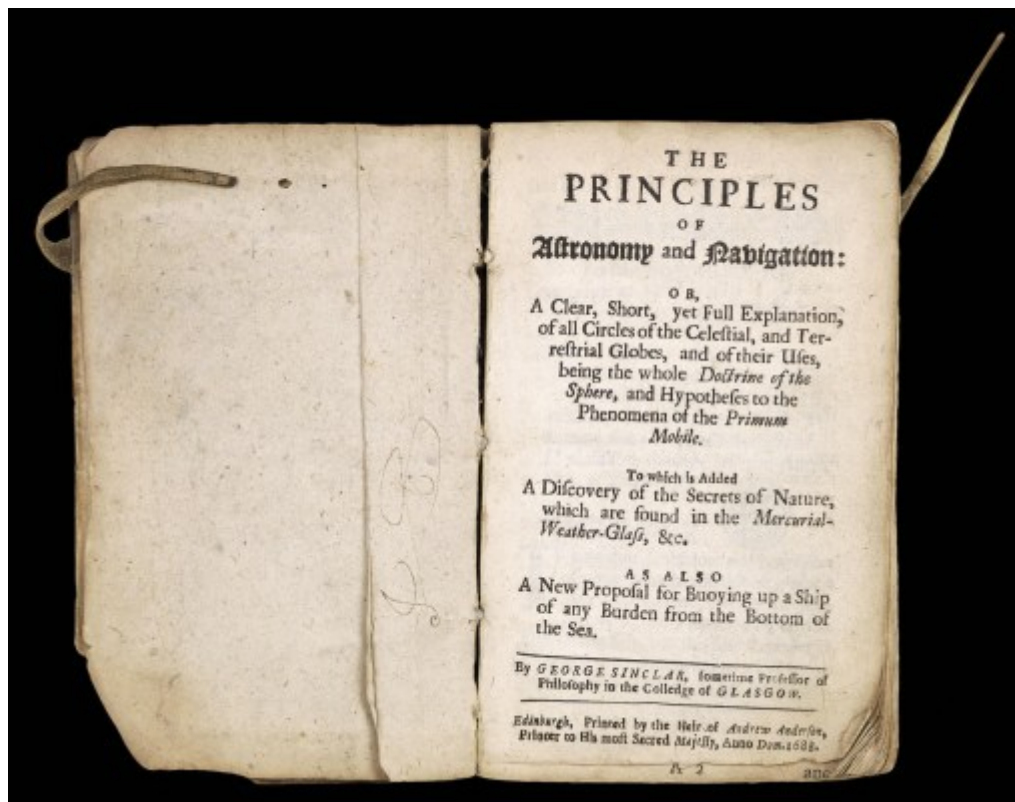 THE
PRINCIPLES
OF
Aſtronomy and Navigation:
OR,
A Clear, Short, yet Full Explanation,
of all Circles of the Celeſtial, and Ter-
reſtrial Globes, and of their Uſes,
being the whole Doctrine of the
Sphere, and Hypotheſes to the
Phenomena of the Primum
Mobile.
To which is Added
A Diſcovery of the Secrets of Nature,
which are found in the Mercurial-
Weather-Glaſs, &c.
AS ALSO
A New Propoſal for Buoying up a Ship
of any Burden from the Bottom of
the Sea.
By GEORGE SINCLAR, ſometime Profeſſor of
Philoſophy in the Colledge of GLASGOW.
Edinburgh, Printed by the Heir of Andrew Anderſon,
Printer to His moſt Sacred Majeſty, Anno Dom. 1688.
2